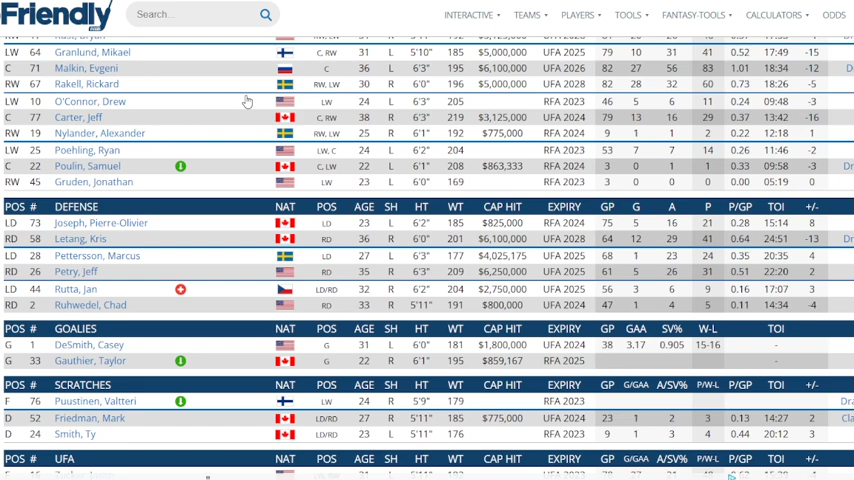 Friendly Search... INTERACTIVE TEAMS PLAYERS TOOLS FANTASY-TOOLS CALCULATORS ODDS
LW 64 Granlund, Mikael C, RW 31 L 5'10" 185 $5,000,000 UFA 2025 79 10 31 41 0.52 17:49 -15
C 71 Malkin, Evgeni C 36 L 6'3" 195 $6,100,000 UFA 2026 82 27 56 83 1.01 18:34 -12
RW 67 Rakell, Rickard RW, LW 30 R 6'0" 196 $5,000,000 UFA 2028 82 28 32 60 0.73 18:26 -5
LW 10 O'Connor, Drew LW 24 L 6'3" 205 RFA 2023 46 5 6 11 0.24 09:48 -3
C 77 Carter, Jeff C, RW 38 R 6'3" 219 $3,125,000 UFA 2024 79 13 16 29 0.37 13:42 -16
RW 19 Nylander, Alexander RW, LW 25 R 6'1" 192 $775,000 RFA 2024 9 1 1 2 0.22 12:18 1
LW 25 Poehling, Ryan LW, C 24 L 6'2" 204 RFA 2023 53 7 7 14 0.26 11:46 -2
C 22 Poulin, Samuel C, LW 22 L 6'1" 208 $863,333 RFA 2024 3 0 1 1 0.33 09:58 -3
RW 45 Gruden, Jonathan LW 23 L 6'0" 169 RFA 2023 3 0 0 0 0.00 05:19 0
POS # DEFENSE NAT POS AGE SH HT WT CAP HIT EXPIRY GP G A P P/GP TOI +/-
LD 73 Joseph, Pierre-Olivier LD 23 L 6'2" 185 $825,000 RFA 2024 75 5 16 21 0.28 15:14 8
RD 58 Letang, Kris RD 36 R 6'0" 201 $6,100,000 UFA 2028 64 12 29 41 0.64 24:51 -13
LD 28 Pettersson, Marcus LD 27 L 6'3" 177 $4,025,175 UFA 2025 68 1 23 24 0.35 20:35 4
RD 26 Petry, Jeff RD 35 R 6'3" 209 $6,250,000 UFA 2025 61 5 26 31 0.51 22:20 2
LD 44 Rutta, Jan LD/RD 32 R 6'2" 204 $2,750,000 UFA 2025 56 3 6 9 0.16 17:07 3
RD 2 Ruhwedel, Chad RD 33 R 5'11" 191 $800,000 UFA 2024 47 1 4 5 0.11 14:34 -4
POS # GOALIES NAT POS AGE SH HT WT CAP HIT EXPIRY GP GAA SV% W-L TOI
G 1 DeSmith, Casey G 31 L 6'0" 181 $1,800,000 UFA 2024 38 3.17 0.905 15-16 -
G 33 Gauthier, Taylor G 22 R 6'1" 195 $859,167 RFA 2025 -
POS # SCRATCHES NAT POS AGE SH HT WT CAP HIT EXPIRY GP G/GAA A/SV% P/W-L P/GP TOI +/-
F 76 Puustinen, Valtteri LW 24 R 5'9" 179 RFA 2023
D 52 Friedman, Mark LD/RD 27 R 5'11" 185 $775,000 UFA 2024 23 1 2 3 0.13 14:27 2
D 24 Smith, Ty LD/RD 23 L 5'11" 176 RFA 2023 9 1 3 4 0.44 20:12 3
POS # UFA NAT POS AGE SH HT WT CAP HIT EXPIRY GP G/GAA A/SV% P/W-L P/GP TOI +/-